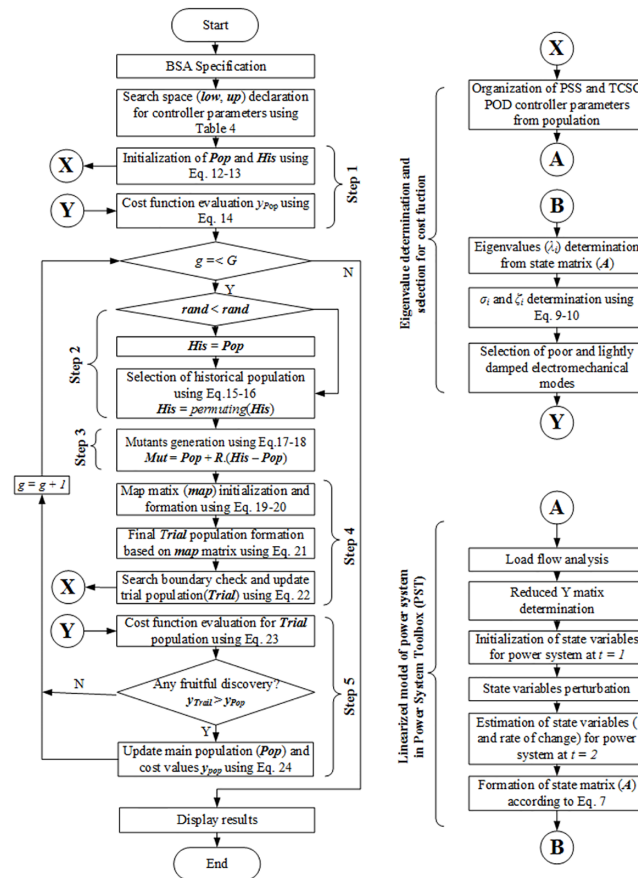 Start
BSA Specification
Search space (low, up) declaration
for controller parameters using
Table 4
X
Initialization of Pop and His using
Eq. 12-13
Y
Cost function evaluation yPop using
Eq. 14
Step 1
g =< G
N
Y
rand < rand
His = Pop
Selection of historical population
using Eq.15-16
His = permuting(His)
Step 2
Mutants generation using Eq.17-18
Mut = Pop + R.(His – Pop)
Step 3
g = g + 1
Map matix (map) initialization and
formation using Eq. 19-20
Final Trial population formation
based on map matrix using Eq. 21
X
Search boundary check and update
trial population(Trial) using Eq. 22
Step 4
Y
Cost function evaluation for Trial
population using Eq. 23
N
Any fruitful discovery?
yTrail > yPop
Y
Update main population (Pop) and
cost values ypop using Eq. 24
Step 5
Display results
End
X
Organization of PSS and TCSC
POD controller parameters
from population
A
B
Eigenvalues (λi) determination
from state matrix (A)
σi and ζi determination using
Eq. 9-10
Selection of poor and lightly
damped electromechanical
modes
Y
Eigenvalue determination and
selection for cost fuction
A
Load flow analysis
Reduced Y matix
determination
Initialization of state variables
for power system at t = 1
State variables perturbation
Estimation of state variables (
and rate of change) for power
system at t = 2
Formation of state matrix (A)
according to Eq. 7
B
Linearized model of power system
in Power System Toolbox (PST)